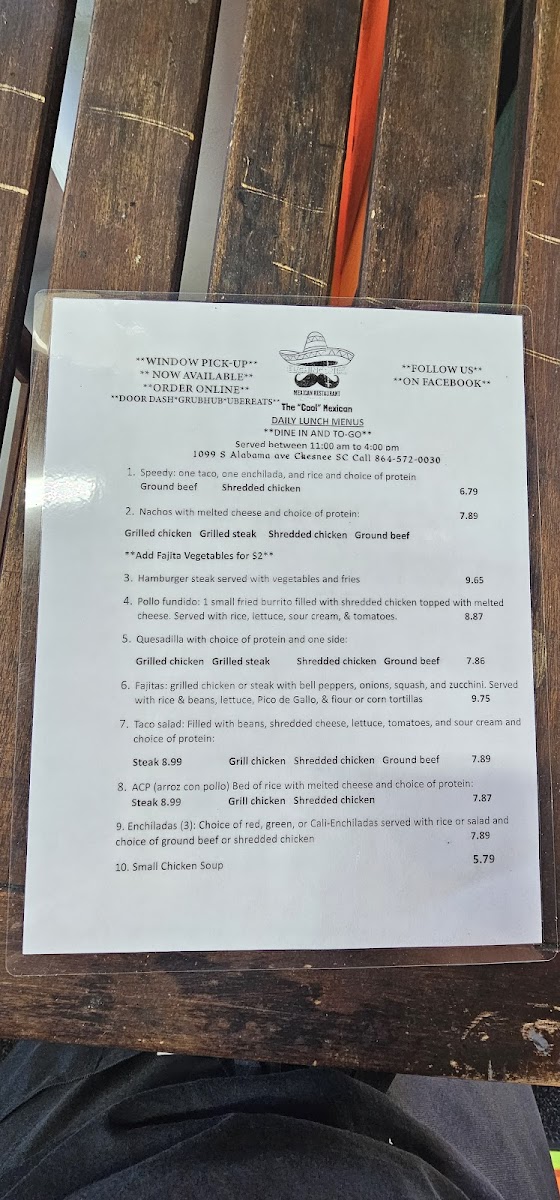 **WINDOW PICK-UP**
** NOW AVAILABLE**
**ORDER ONLINE**
**DOOR DASH*GRUBHUB*UBEREATS**
MEXICAN RESTAURANT
The "Cool" Mexican
**FOLLOW US**
**ON FACEBOOK**
DAILY LUNCH MENUS
**DINE IN AND TO-GO**
Served between 11:00 am to 4:00 pm
1099 S Alabama ave Chesnee SC Call 864-572-0030
1. Speedy: one taco, one enchilada, and rice and choice of protein
Ground beef Shredded chicken 6.79
2. Nachos with melted cheese and choice of protein: 7.89
Grilled chicken Grilled steak Shredded chicken Ground beef
**Add Fajita Vegetables for $2**
3. Hamburger steak served with vegetables and fries 9.65
4. Pollo fundido: 1 small fried burrito filled with shredded chicken topped with melted
cheese. Served with rice, lettuce, sour cream, & tomatoes. 8.87
5. Quesadilla with choice of protein and one side:
Grilled chicken Grilled steak Shredded chicken Ground beef 7.86
6. Fajitas: grilled chicken or steak with bell peppers, onions, squash, and zucchini. Served
with rice & beans, lettuce, Pico de Gallo, & flour or corn tortillas 9.75
7. Taco salad: Filled with beans, shredded cheese, lettuce, tomatoes, and sour cream and
choice of protein:
Steak 8.99 Grill chicken Shredded chicken Ground beef 7.89
8. ACP (arroz con pollo) Bed of rice with melted cheese and choice of protein:
Steak 8.99 Grill chicken Shredded chicken 7.87
9. Enchiladas (3): Choice of red, green, or Cali-Enchiladas served with rice or salad and
choice of ground beef or shredded chicken 7.89
10. Small Chicken Soup 5.79